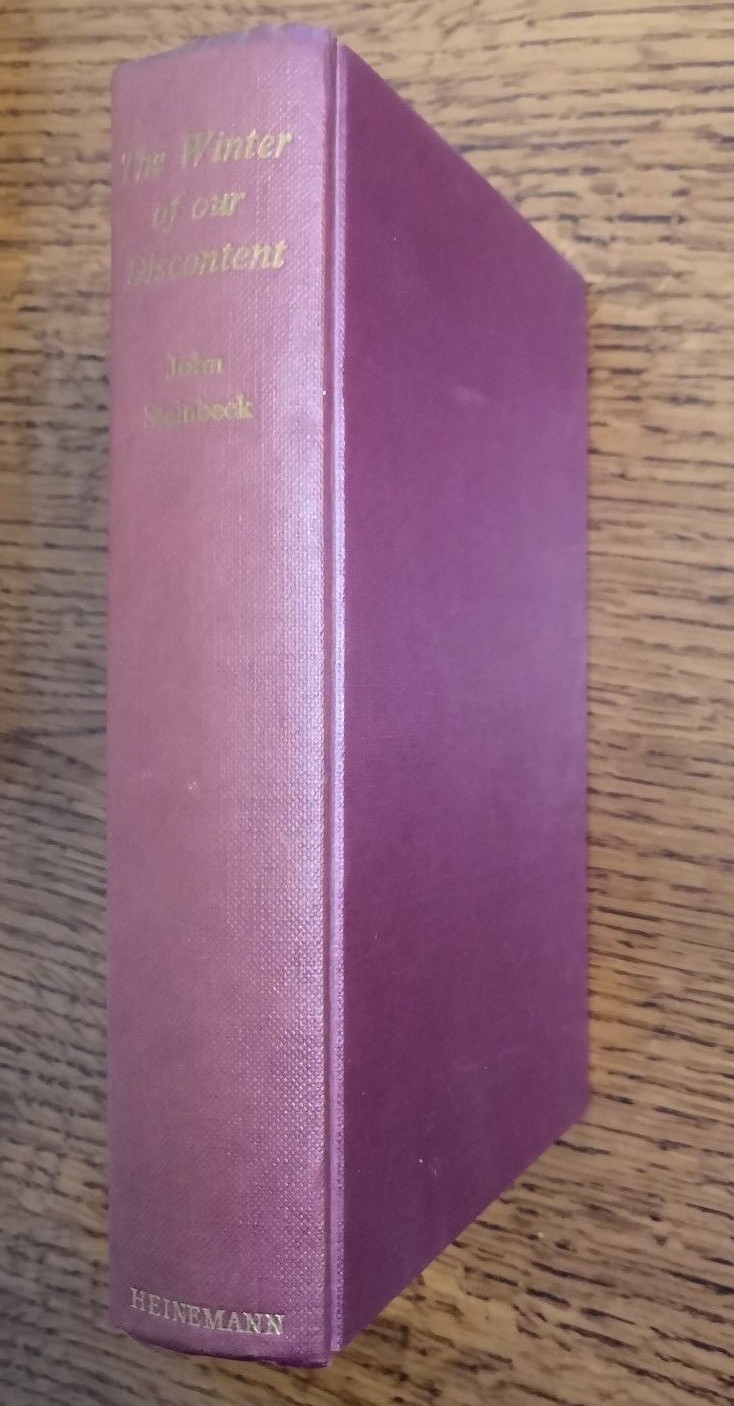 The Winter
of our
Discontent
John
Steinbeck
HEINEMANN